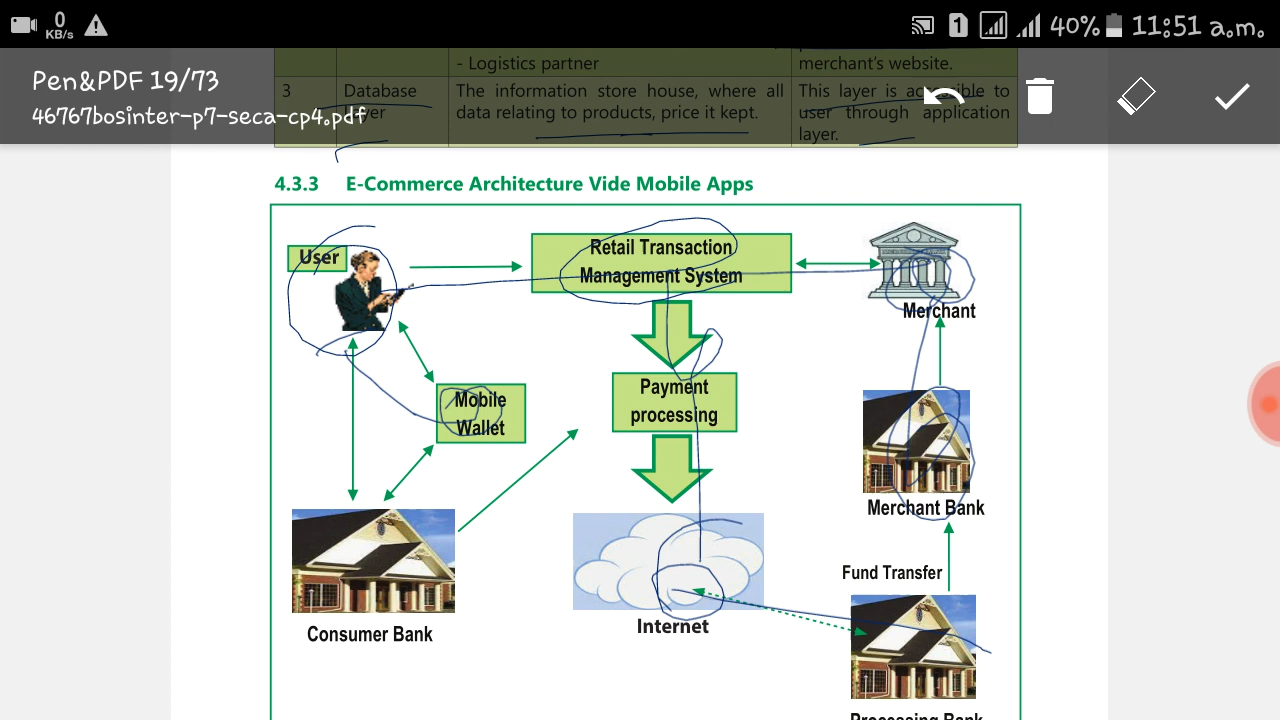 0
KB/s
1
40%
11:51 a.m.
Pen&PDF 19/73
46767bosinter-p7-seca-cp4.pdf
- Logistics partner
merchant's website.
3
Database layer
The information store house, where all
data relating to products, price it kept.
This layer is accessible to
user through application
layer.
4.3.3 E-Commerce Architecture Vide Mobile Apps
User
Retail Transaction
Management System
Merchant
Mobile
Wallet
Payment
processing
Merchant Bank
Fund Transfer
Consumer Bank
Internet
Processing Bank